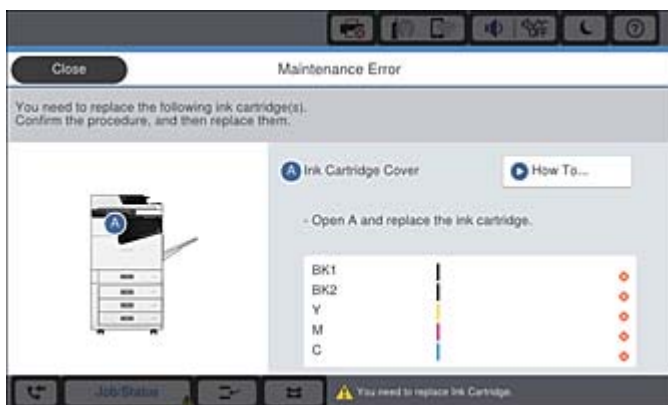 Close
Maintenance Error
You need to replace the following ink cartridge(s).
Confirm the procedure, and then replace them.
A Ink Cartridge Cover
How To...
A
- Open A and replace the ink cartridge.
BK1
BK2
Y
M
C
Job/Status
You need to replace Ink Cartridge.